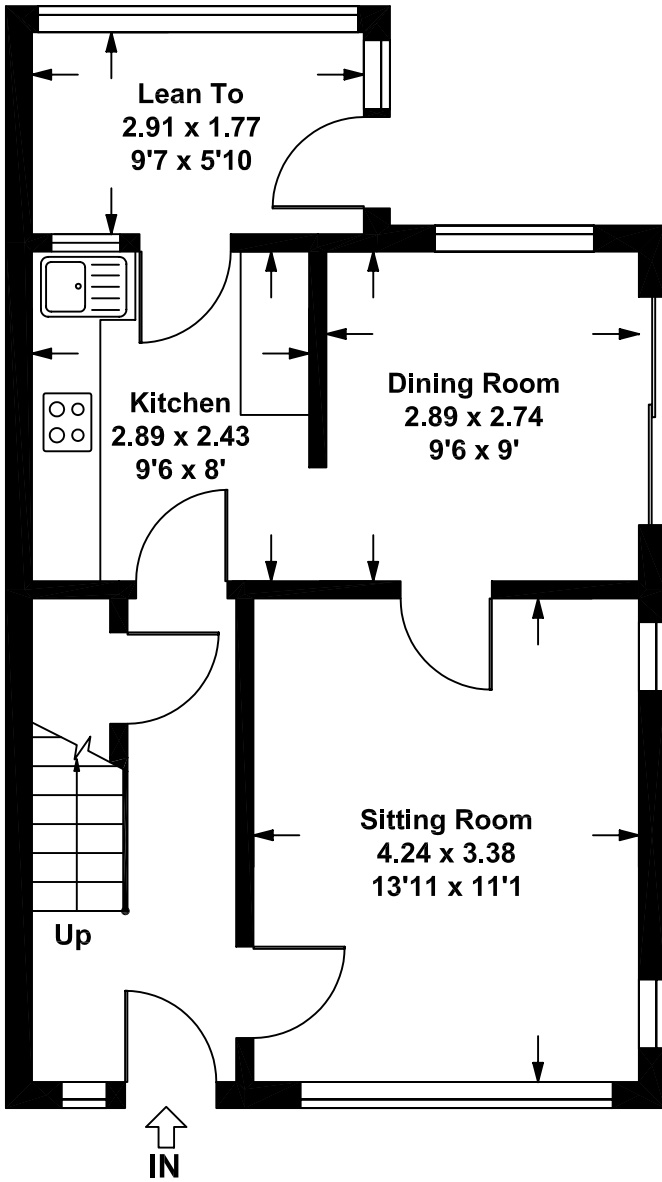 Lean To
2.91 x 1.77
9'7 x 5'10
Kitchen
2.89 x 2.43
9'6 x 8'
Dining Room
2.89 x 2.74
9'6 x 9'
Sitting Room
4.24 x 3.38
13'11 x 11'1
Up
IN